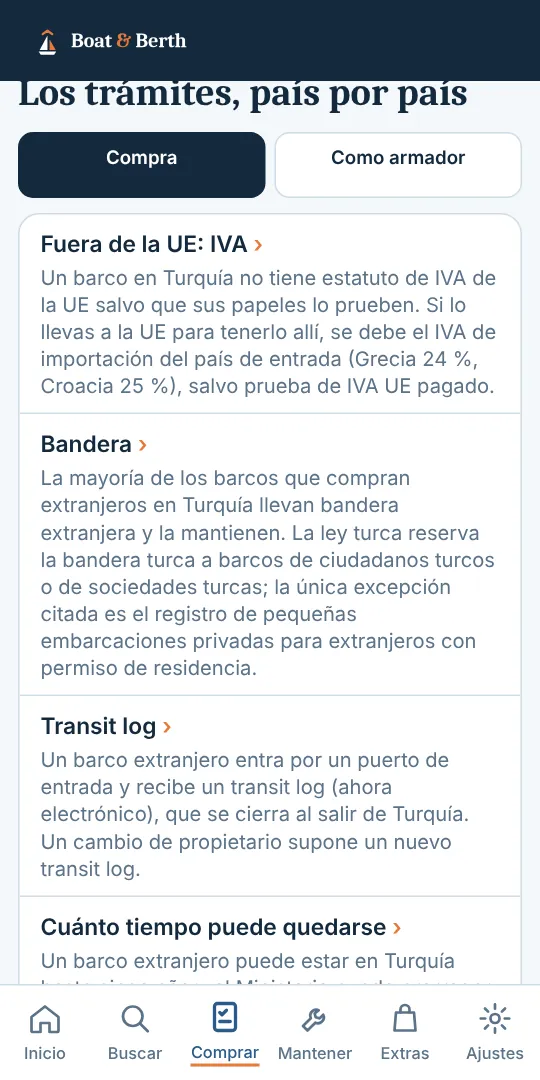 Boat & Berth
Los trámites, país por país
Compra
Como armador
Fuera de la UE: IVA ›
Un barco en Turquía no tiene estatuto de IVA de
la UE salvo que sus papeles lo prueben. Si lo
llevas a la UE para tenerlo allí, se debe el IVA de
importación del país de entrada (Grecia 24 %,
Croacia 25 %), salvo prueba de IVA UE pagado.
Bandera ›
La mayoría de los barcos que compran
extranjeros en Turquía llevan bandera
extranjera y la mantienen. La ley turca reserva
la bandera turca a barcos de ciudadanos turcos
o de sociedades turcas; la única excepción
citada es el registro de pequeñas
embarcaciones privadas para extranjeros con
permiso de residencia.
Transit log ›
Un barco extranjero entra por un puerto de
entrada y recibe un transit log (ahora
electrónico), que se cierra al salir de Turquía.
Un cambio de propietario supone un nuevo
transit log.
Cuánto tiempo puede quedarse ›
Un barco extranjero puede estar en Turquía
Inicio
Buscar
Comprar
Mantener
Extras
Ajustes